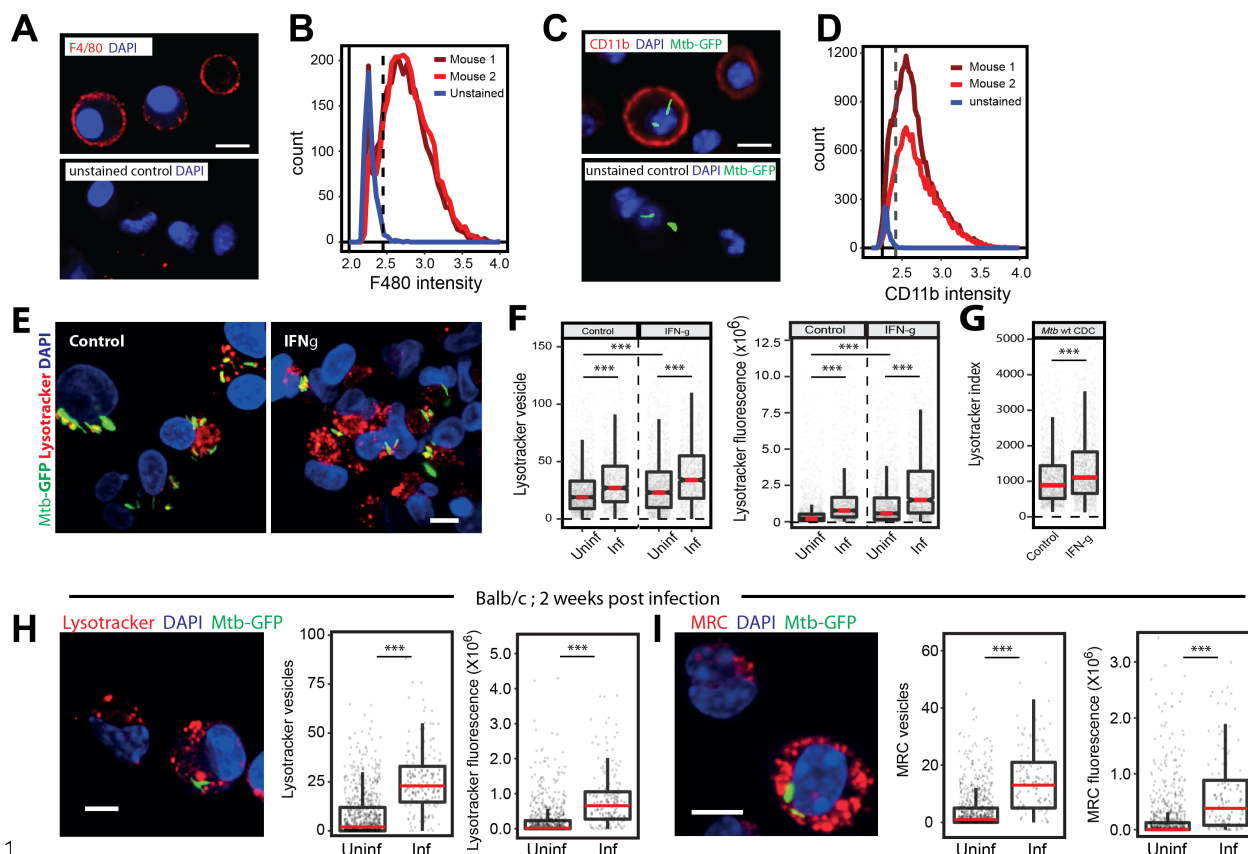 A
F4/80 DAPI
unstained control DAPI
B
200
150
100
50
0
count
Mouse 1
Mouse 2
Unstained
2.0 2.5 3.0 3.5 4.0
F480 intensity
C
CD11b DAPI Mtb-GFP
unstained control DAPI Mtb-GFP
D
1200
900
600
300
0
count
Mouse 1
Mouse 2
unstained
2.5 3.0 3.5 4.0
CD11b intensity
E
Mtb-GFP Lysotracker DAPI
Control
IFNg
F
Control IFN-g
Lysotracker vesicle
150
100
50
0
***
*** ***
Uninf Inf Uninf Inf
Control IFN-g
Lysotracker fluorescence (x10⁶)
12.5
10.0
7.5
5.0
2.5
0.0
***
*** ***
Uninf Inf Uninf Inf
G
Mtb wt CDC
Lysotracker index
5000
4000
3000
2000
1000
0
***
Control IFN-g
Balb/c ; 2 weeks post infection
H
Lysotracker DAPI Mtb-GFP
Lysotracker vesicles
100
75
50
25
0
***
Uninf Inf
Lysotracker fluorescence (X10⁶)
5.0
4.0
3.0
2.0
1.0
0.0
***
Uninf Inf
I
MRC DAPI Mtb-GFP
MRC vesicles
60
40
20
0
***
Uninf Inf
MRC fluorescence (X10⁶)
3.0
2.0
1.0
0.0
***
Uninf Inf
1